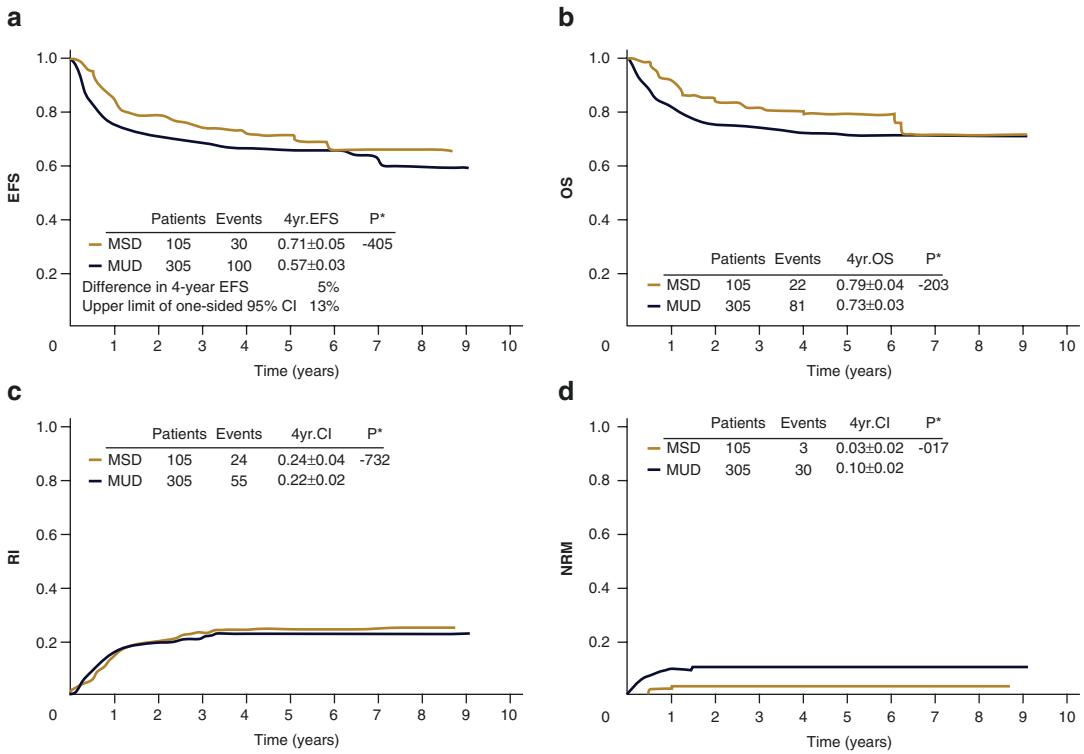 a
1.0
0.8
0.6
0.4
0.2
EFS
Patients Events 4yr.EFS P*
MSD 105 30 0.71±0.05 -405
MUD 305 100 0.57±0.03
Difference in 4-year EFS 5%
Upper limit of one-sided 95% CI 13%
0 1 2 3 4 5 6 7 8 9 10
Time (years)
b
1.0
0.8
0.6
0.4
0.2
OS
Patients Events 4yr.OS P*
MSD 105 22 0.79±0.04 -203
MUD 305 81 0.73±0.03
0 1 2 3 4 5 6 7 8 9 10
Time (years)
c
1.0
0.8
0.6
0.4
0.2
RI
Patients Events 4yr.CI P*
MSD 105 24 0.24±0.04 -732
MUD 305 55 0.22±0.02
0 1 2 3 4 5 6 7 8 9 10
Time (years)
d
1.0
0.8
0.6
0.4
0.2
NRM
Patients Events 4yr.CI P*
MSD 105 3 0.03±0.02 -017
MUD 305 30 0.10±0.02
0 1 2 3 4 5 6 7 8 9 10
Time (years)